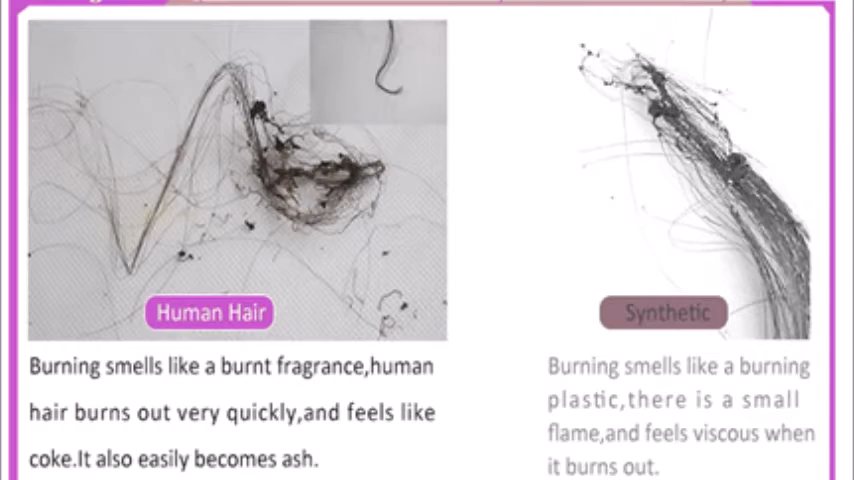 Human Hair
Burning smells like a burnt fragrance,human
hair burns out very quickly,and feels like
coke.It also easily becomes ash.
Synthetic
Burning smells like a burning
plastic,there is a small
flame,and feels viscous when
it burns out.